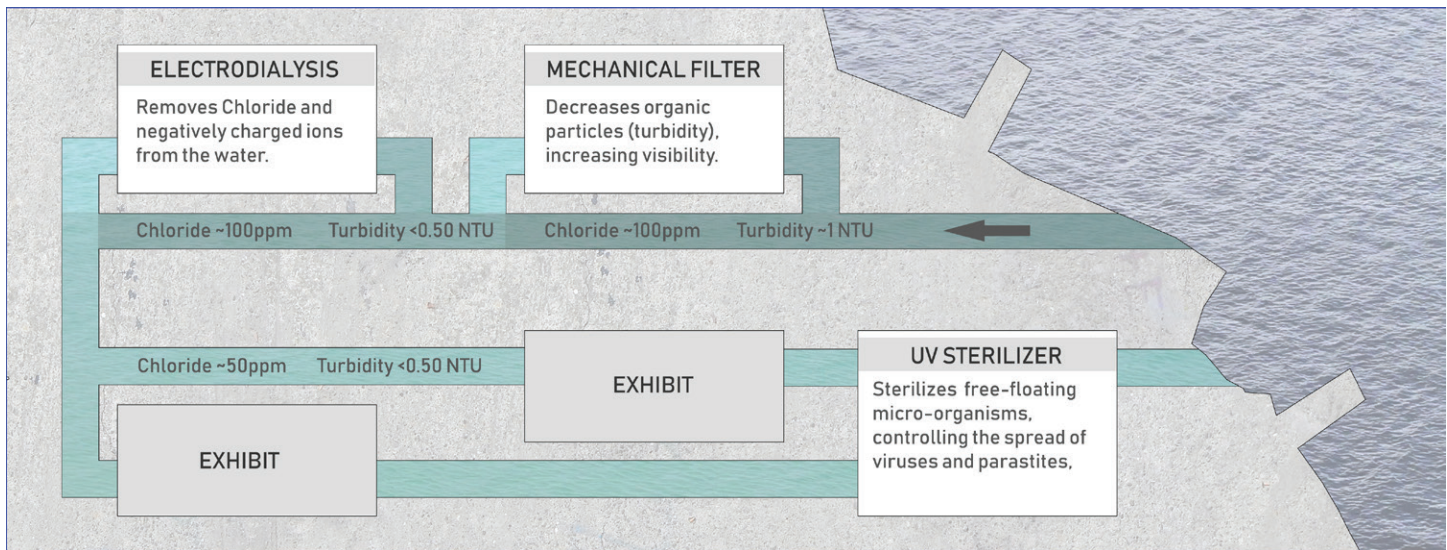 ELECTRODIALYSIS
Removes Chloride and
negatively charged ions
from the water.
MECHANICAL FILTER
Decreases organic
particles (turbidity),
increasing visibility.
Chloride ~100ppm Turbidity <0.50 NTU Chloride ~100ppm Turbidity ~1 NTU
Chloride ~50ppm Turbidity <0.50 NTU
EXHIBIT
UV STERILIZER
Sterilizes free-floating
micro-organisms,
controlling the spread of
viruses and parastites,
EXHIBIT